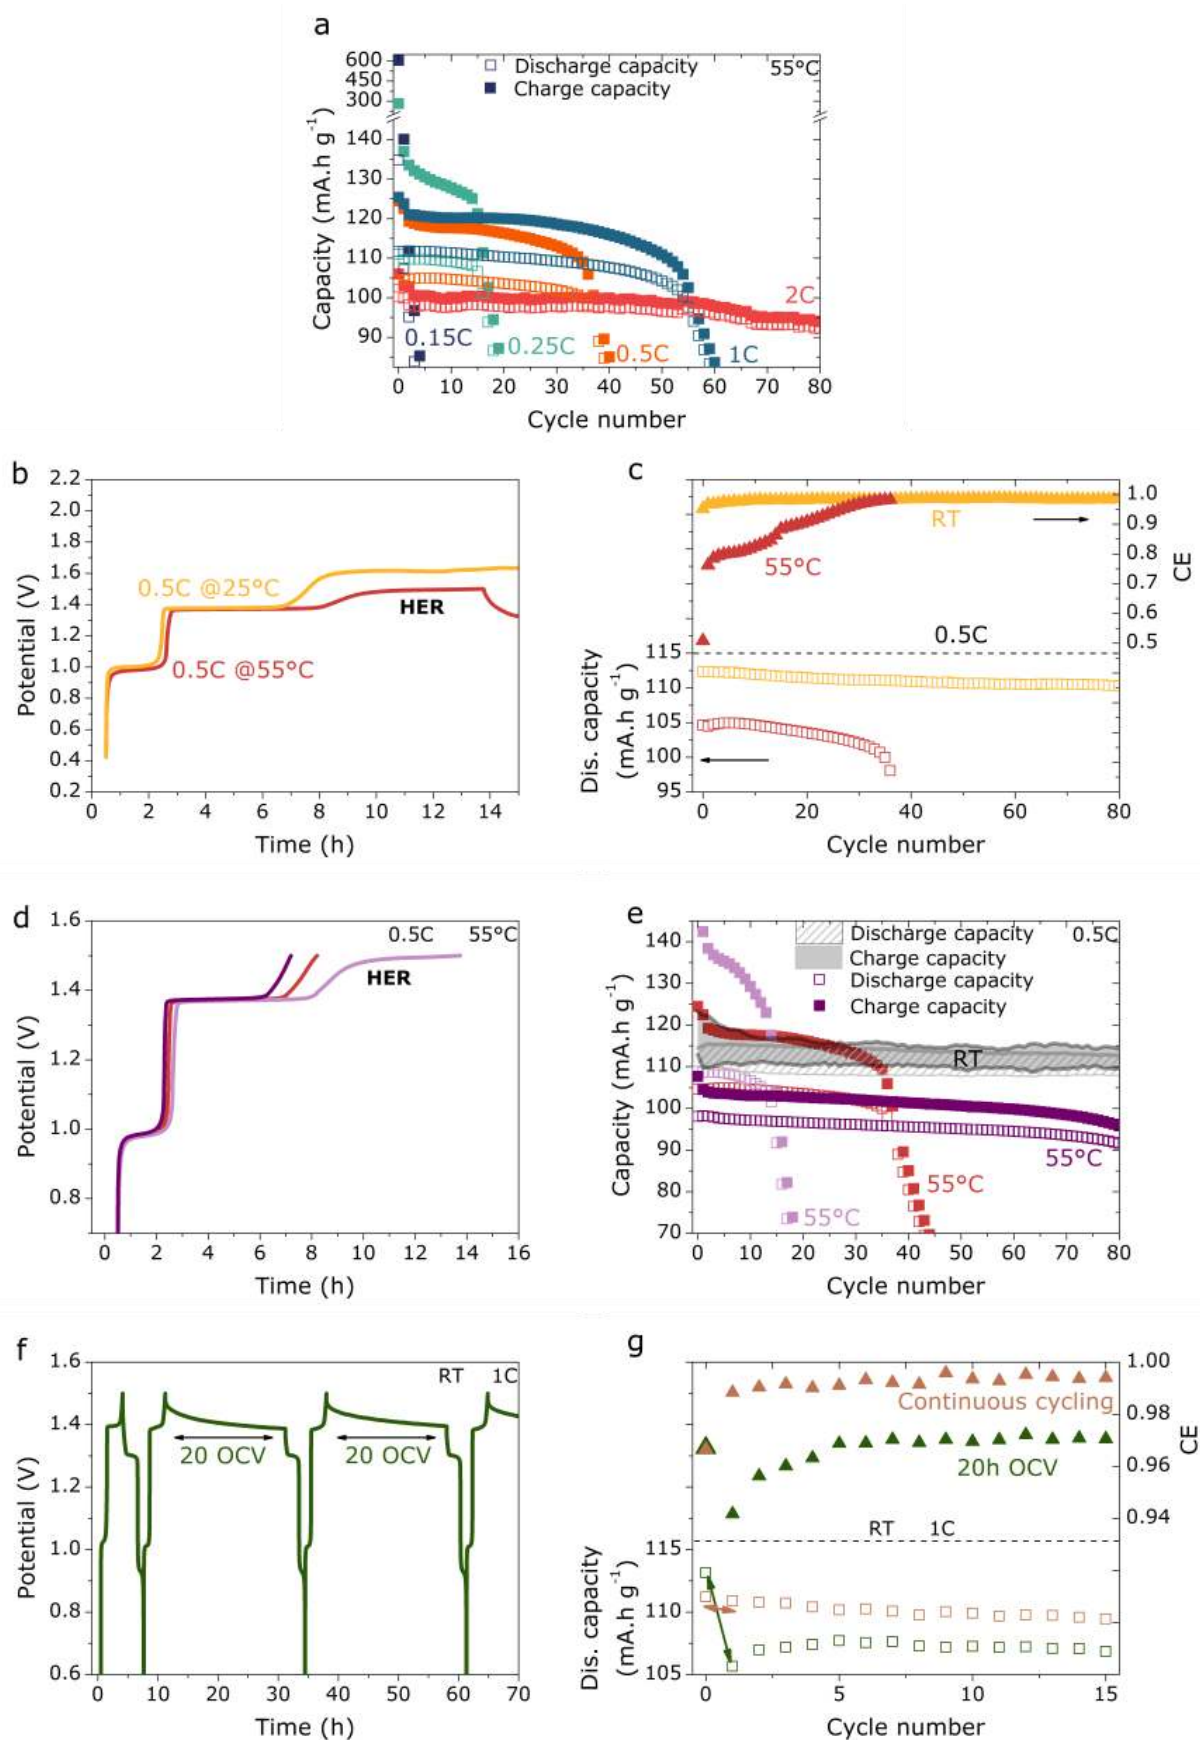 a
Discharge capacity 55°C
Charge capacity
600
450
300
140
130
120
110
100
90
Capacity (mA.h g⁻¹)
2C
0.15C 0.25C 0.5C 1C
0 10 20 30 40 50 60 70 80
Cycle number
b
2.2
2.0
1.8
1.6
1.4
1.2
1.0
0.8
0.6
0.4
0.2
Potential (V)
0.5C @25°C
HER
0.5C @55°C
0 2 4 6 8 10 12 14
Time (h)
c
1.0
0.9
0.8
0.7
0.6
0.5
CE
RT
55°C
0.5C
115
110
105
100
95
Dis. capacity
(mA.h g⁻¹)
0 20 40 60 80
Cycle number
d
1.6
1.4
1.2
1.0
0.8
Potential (V)
0.5C 55°C
HER
0 2 4 6 8 10 12 14 16
Time (h)
e
Discharge capacity 0.5C
Charge capacity
Discharge capacity
Charge capacity
140
130
120
110
100
90
80
70
Capacity (mA.h g⁻¹)
RT
55°C
55°C
55°C
0 10 20 30 40 50 60 70 80
Cycle number
f
1.6
1.4
1.2
1.0
0.8
0.6
Potential (V)
RT 1C
20 OCV 20 OCV
0 10 20 30 40 50 60 70
Time (h)
g
1.00
0.98
0.96
0.94
CE
Continuous cycling
20h OCV
RT 1C
115
110
105
Dis. capacity
(mA.h g⁻¹)
0 5 10 15
Cycle number